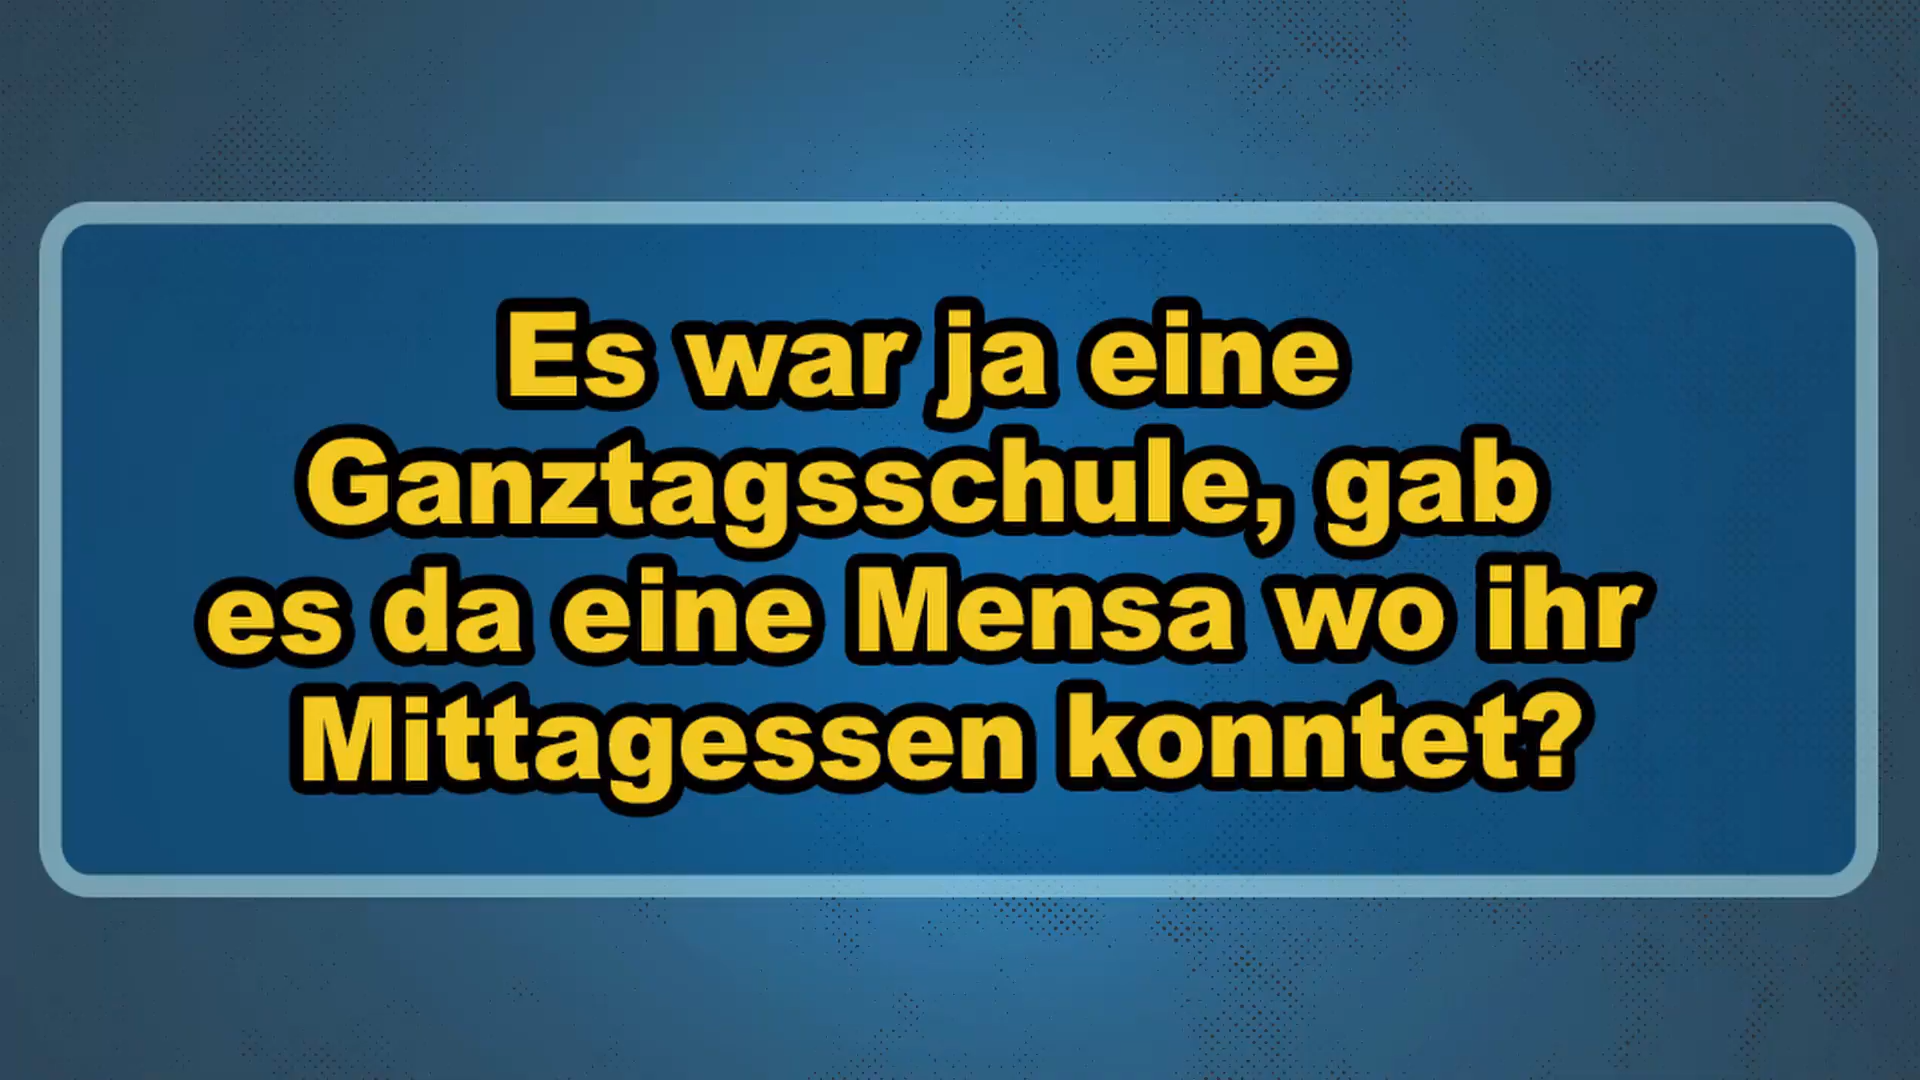 Es war ja eine
Ganztagsschule, gab
es da eine Mensa wo ihr
Mittagessen konntet?